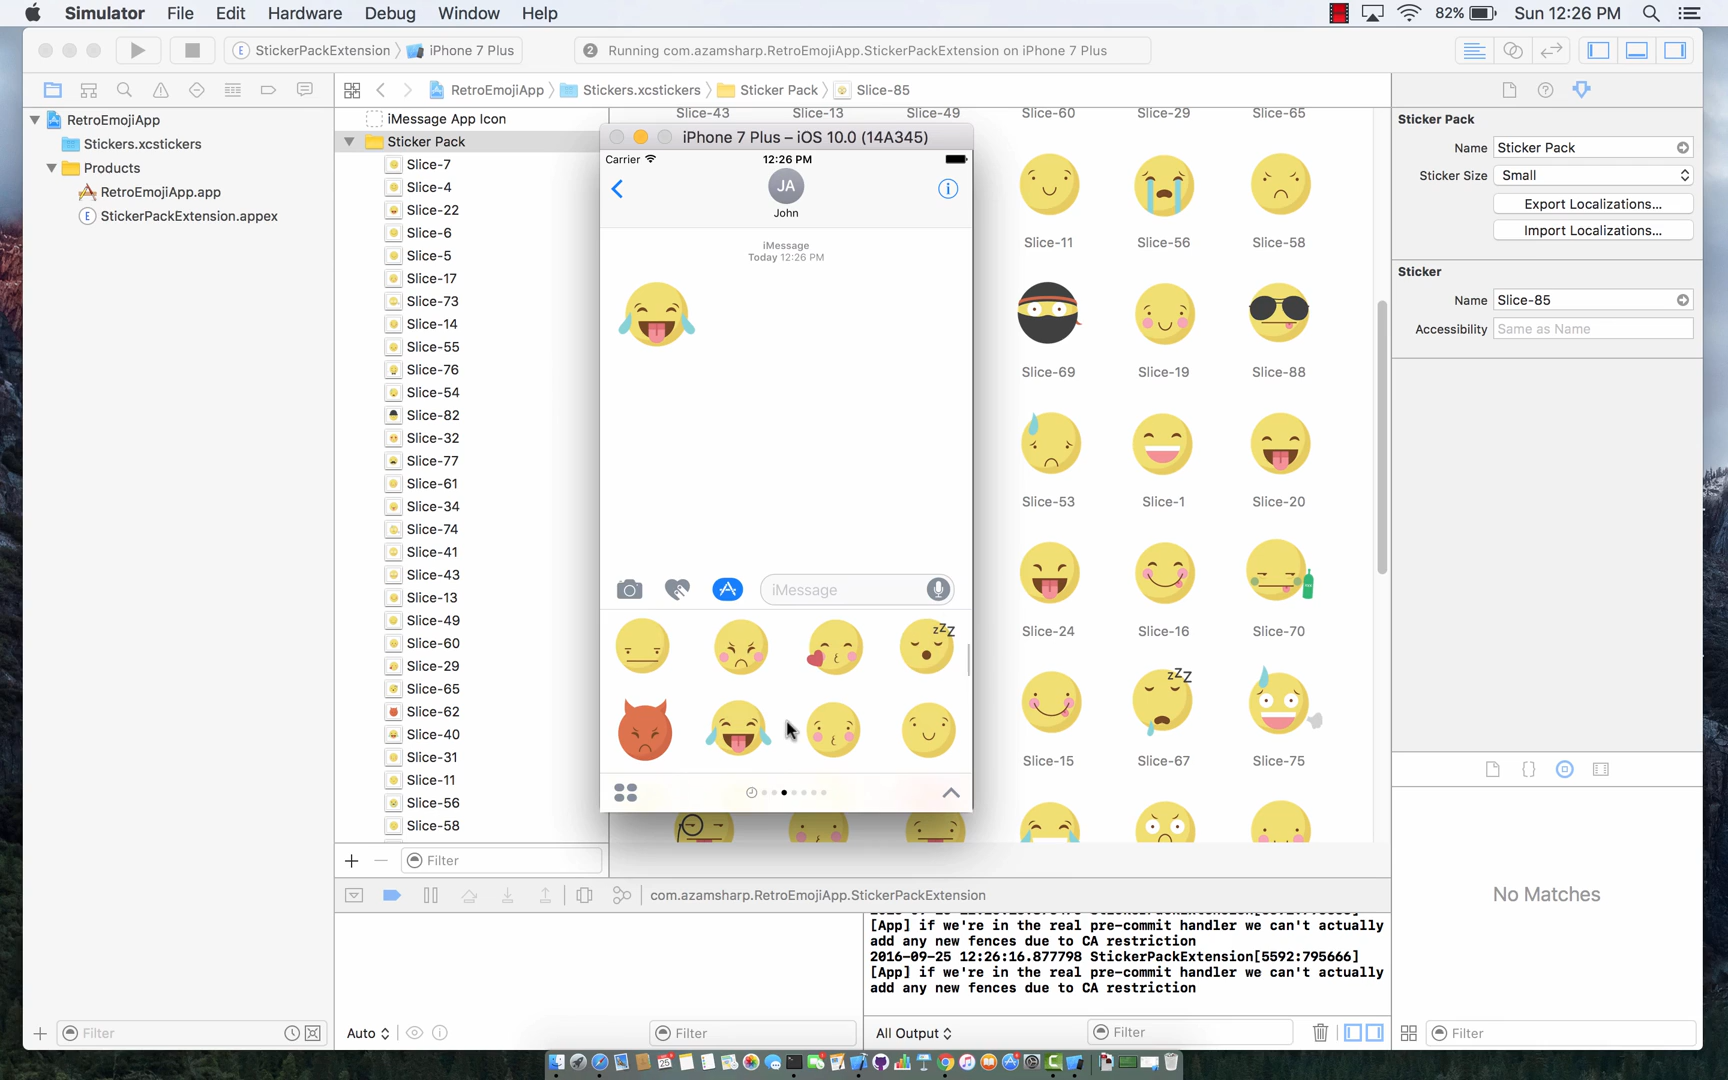 Simulator File Edit Hardware Debug Window Help
82% Sun 12:26 PM
StickerPackExtension iPhone 7 Plus
2 Running com.azamsharp.RetroEmojiApp.StickerPackExtension on iPhone 7 Plus
RetroEmojiApp Stickers.xcstickers Sticker Pack Slice-85
RetroEmojiApp
Stickers.xcstickers
Products
RetroEmojiApp.app
StickerPackExtension.appex
Filter
iMessage App Icon
Sticker Pack
Slice-7
Slice-4
Slice-22
Slice-6
Slice-5
Slice-17
Slice-73
Slice-14
Slice-55
Slice-76
Slice-54
Slice-82
Slice-32
Slice-77
Slice-61
Slice-34
Slice-74
Slice-41
Slice-43
Slice-13
Slice-49
Slice-60
Slice-29
Slice-65
Slice-62
Slice-40
Slice-31
Slice-11
Slice-56
Slice-58
Filter
Slice-43 Slice-13 Slice-49 Slice-60 Slice-29 Slice-65
iPhone 7 Plus – iOS 10.0 (14A345)
Carrier 12:26 PM
JA
John
iMessage
Today 12:26 PM
iMessage
zZZ
Slice-11 Slice-56 Slice-58
Slice-69 Slice-19 Slice-88
Slice-53 Slice-1 Slice-20
Slice-24 Slice-16 Slice-70
zZZ
Slice-15 Slice-67 Slice-75
com.azamsharp.RetroEmojiApp.StickerPackExtension
[App] if we're in the real pre-commit handler we can't actually
add any new fences due to CA restriction
2016-09-25 12:26:16.877798 StickerPackExtension[5592:795666]
[App] if we're in the real pre-commit handler we can't actually
add any new fences due to CA restriction
Auto Filter
All Output Filter
Sticker Pack
Name Sticker Pack
Sticker Size Small
Export Localizations...
Import Localizations...
Sticker
Name Slice-85
Accessibility Same as Name
No Matches
Filter